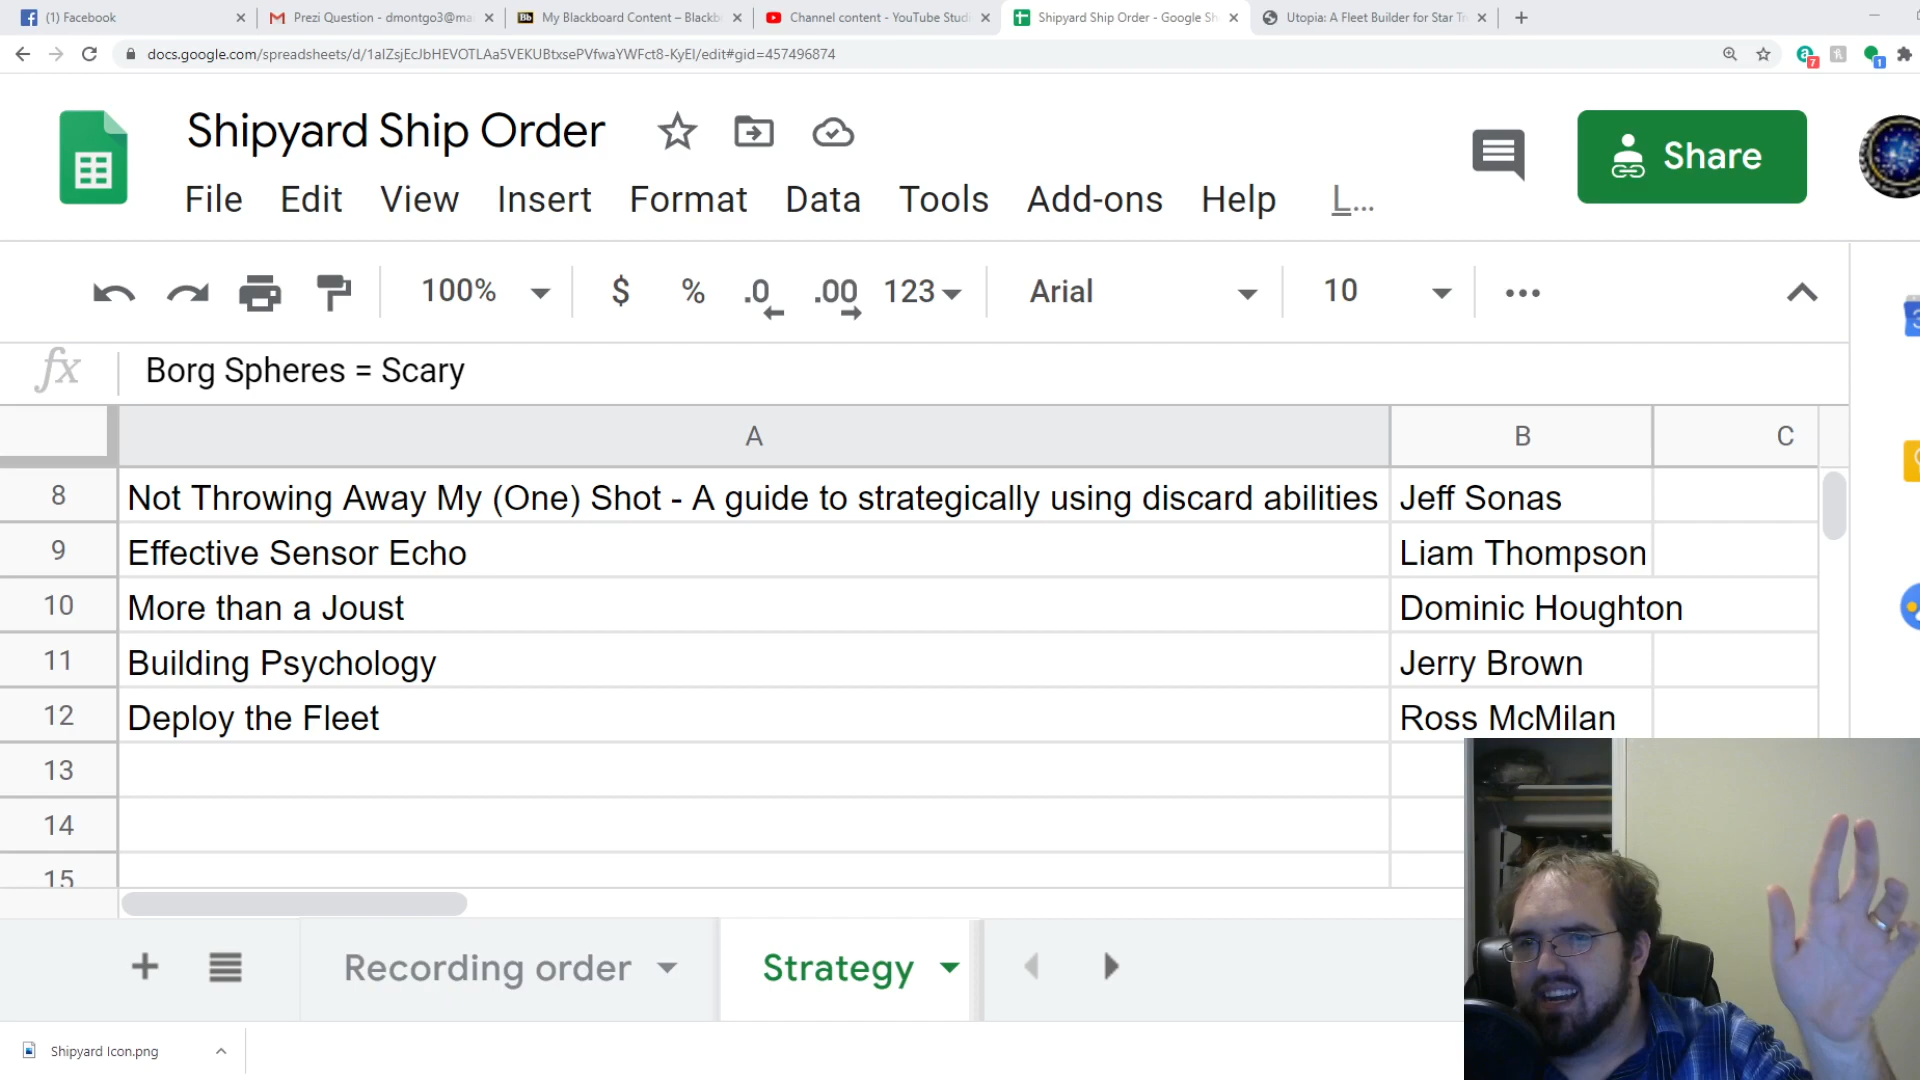 (1) Facebook
Prezi Question - dmontgo3@ma
My Blackboard Content – Blackb
Channel content - YouTube Studi
Shipyard Ship Order - Google Sh
Utopia: A Fleet Builder for Star Tr
docs.google.com/spreadsheets/d/1aIZsjEcJbHEVOTLAa5VEKUBtxsePVfwaYWFct8-KyEI/edit#gid=457496874
7
1
Shipyard Ship Order
Share
File Edit View Insert Format Data Tools Add-ons Help L...
100% $ % .0 .00 123 Arial 10
fx Borg Spheres = Scary
A B C
8 Not Throwing Away My (One) Shot - A guide to strategically using discard abilities Jeff Sonas
9 Effective Sensor Echo Liam Thompson
10 More than a Joust Dominic Houghton
11 Building Psychology Jerry Brown
12 Deploy the Fleet Ross McMilan
13
14
15
Recording order Strategy
Shipyard Icon.png